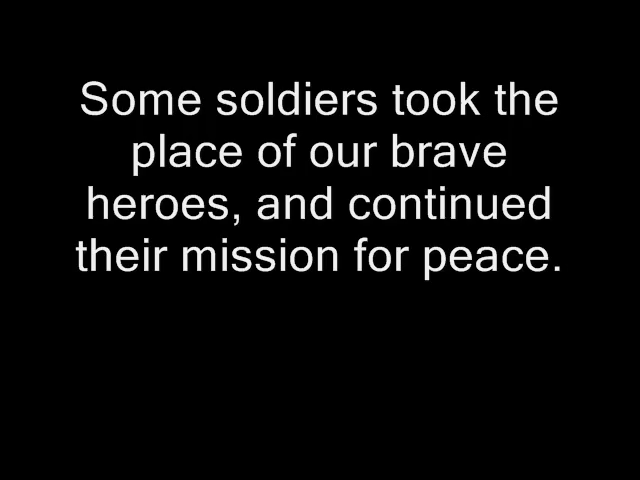 Some soldiers took the
place of our brave
heroes, and continued
their mission for peace.